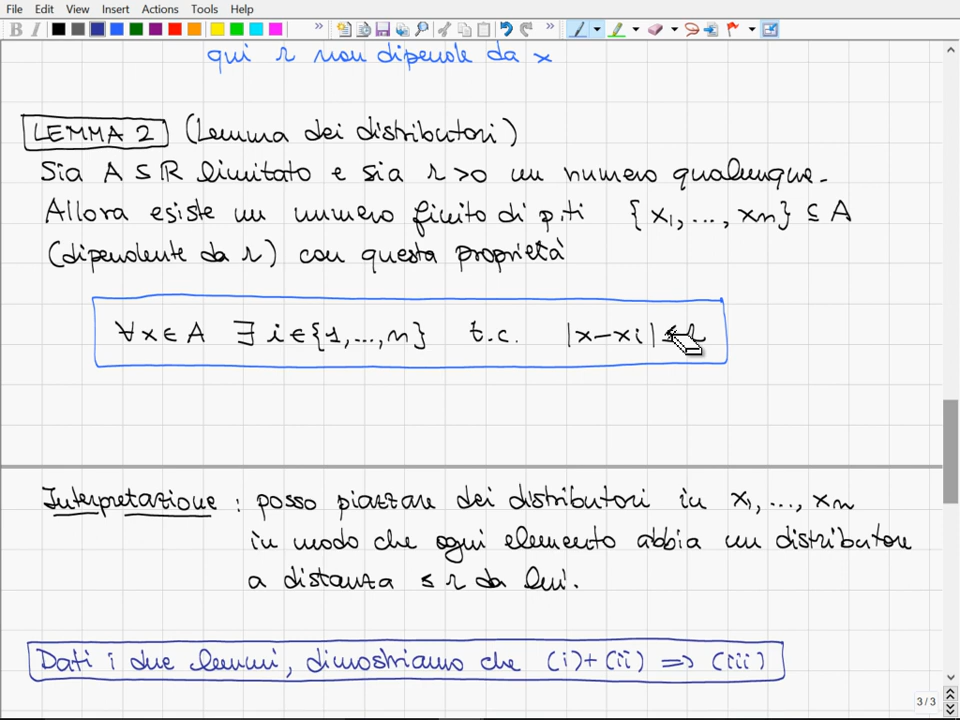 File Edit View Insert Actions Tools Help
qui r non dipende da x
LEMMA 2 (Lemma dei distributori)
Sia A ⊆ ℝ limitato e sia r > 0 un numero qualunque.
Allora esiste un numero finito di p.ti {x1, ..., xn} ⊆ A
(dipendente da r) con questa proprietà
∀x ∈ A ∃ i ∈ {1, ..., n} t.c. |x - xi|
Interpretazione : posso piazzare dei distributori in x1, ..., xn
in modo che ogni elemento abbia un distributore
a distanza ≤ r da lui.
Dati i due lemmi, dimostriamo che (i)+(ii) => (iii)
3/3